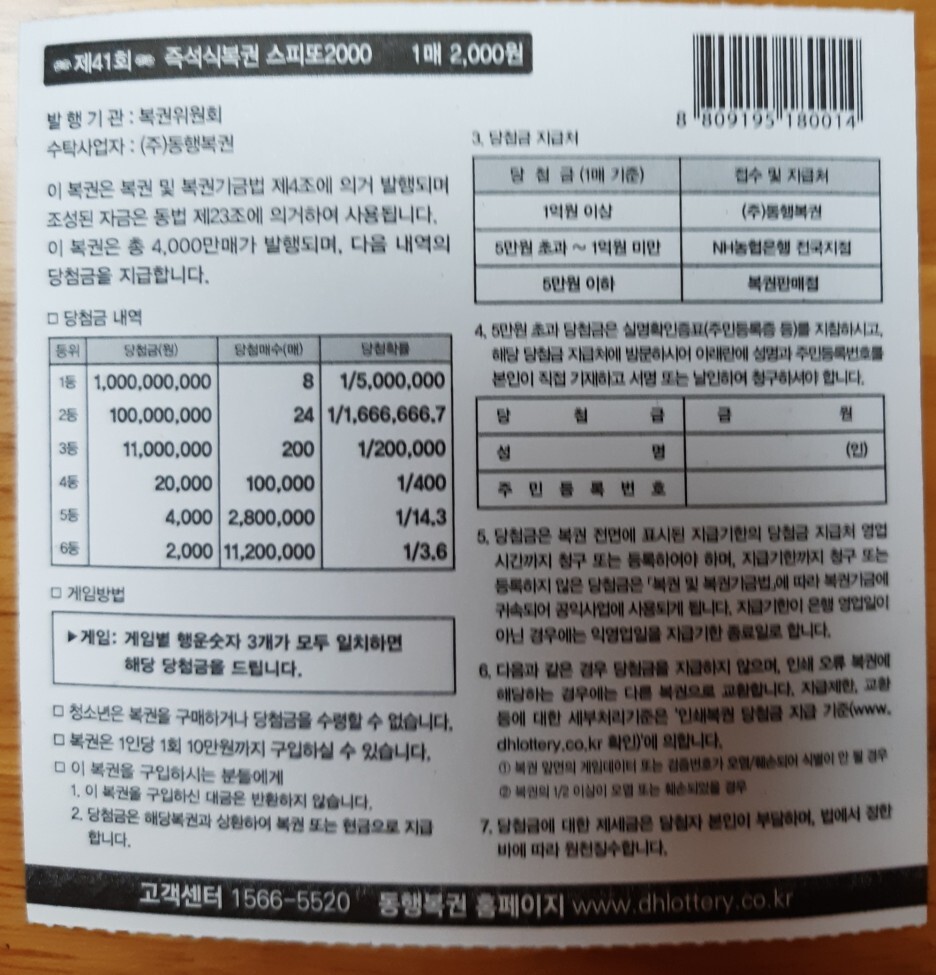 제41회 즉석식복권 스피또2000 1매 2,000원
발 행 기 관 : 복권위원회
수탁사업자 : (주)동행복권
이 복권은 복권 및 복권기금법 제4조에 의거 발행되며
조성된 자금은 동법 제23조에 의거하여 사용됩니다.
이 복권은 총 4,000만매가 발행되며, 다음 내역의
당첨금을 지급합니다.
□ 당첨금 내역
등위 당첨금(원) 당첨매수(매) 당첨확률
1등 1,000,000,000 8 1/5,000,000
2등 100,000,000 24 1/1,666,666.7
3등 11,000,000 200 1/200,000
4등 20,000 100,000 1/400
5등 4,000 2,800,000 1/14.3
6등 2,000 11,200,000 1/3.6
□ 게임방법
▶게임: 게임별 행운숫자 3개가 모두 일치하면
해당 당첨금을 드립니다.
□ 청소년은 복권을 구매하거나 당첨금을 수령할 수 없습니다.
□ 복권은 1인당 1회 10만원까지 구입하실 수 있습니다.
□ 이 복권을 구입하시는 분들에게
1. 이 복권을 구입하신 대금은 반환하지 않습니다.
2. 당첨금은 해당복권과 상환하여 복권 또는 현금으로 지급
합니다.
8 809195 180014
3. 당첨금 지급처
당 첨 금 (1매 기준) 접수 및 지급처
1억원 이상 (주)동행복권
5만원 초과 ~ 1억원 미만 NH농협은행 전국지점
5만원 이하 복권판매점
4. 5만원 초과 당첨금은 실명확인증표(주민등록증 등)를 지참하시고,
해당 당첨금 지급처에 방문하시어 아래란에 성명과 주민등록번호를
본인이 직접 기재하고 서명 또는 날인하여 청구하셔야 합니다.
당 첨 금 금 원
성 명 (인)
주 민 등 록 번 호
5. 당첨금은 복권 전면에 표시된 지급기한의 당첨금 지급처 영업
시간까지 청구 또는 등록하여야 하며, 지급기한까지 청구 또는
등록하지 않은 당첨금은 「복권 및 복권기금법」에 따라 복권기금에
귀속되어 공익사업에 사용되게 됩니다. 지급기한이 은행 영업일이
아닌 경우에는 익영업일을 지급기한 종료일로 합니다.
6. 다음과 같은 경우 당첨금을 지급하지 않으며, 인쇄 오류 복권에
해당하는 경우에는 다른 복권으로 교환합니다. 지급제한, 교환
등에 대한 세부처리기준은 '인쇄복권 당첨금 지급 기준(www.
dhlottery.co.kr 확인)'에 의합니다.
① 복권 앞면의 게임데이터 또는 검증번호가 오염/훼손되어 식별이 안 될 경우
② 복권의 1/2 이상이 오염 또는 훼손되었을 경우
7. 당첨금에 대한 제세금은 당첨자 본인이 부담하며, 법에서 정한
바에 따라 원천징수합니다.
고객센터 1566-5520 동행복권 홈페이지 www.dhlottery.co.kr